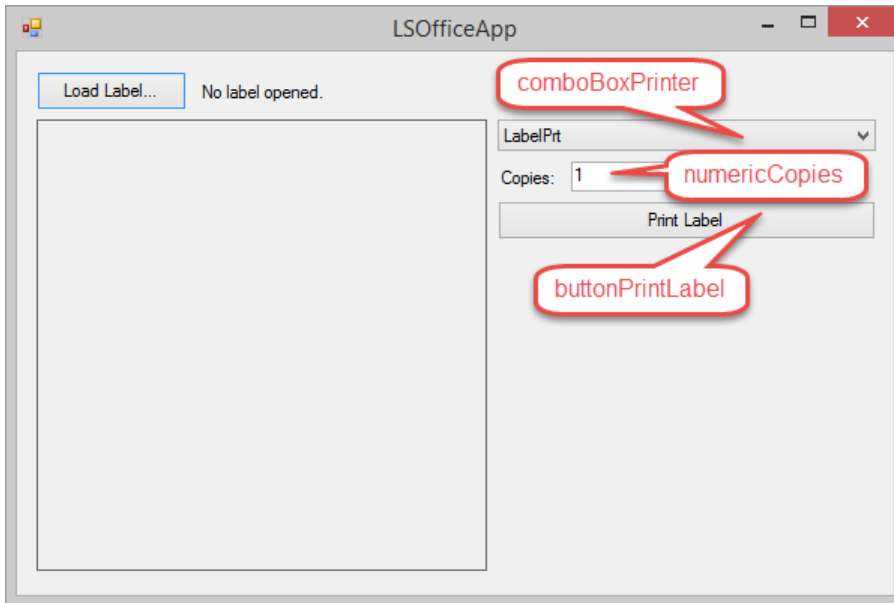 LSOfficeApp
Load Label...
No label opened.
comboBoxPrinter
LabelPrt
Copies:
1
numericCopies
Print Label
buttonPrintLabel